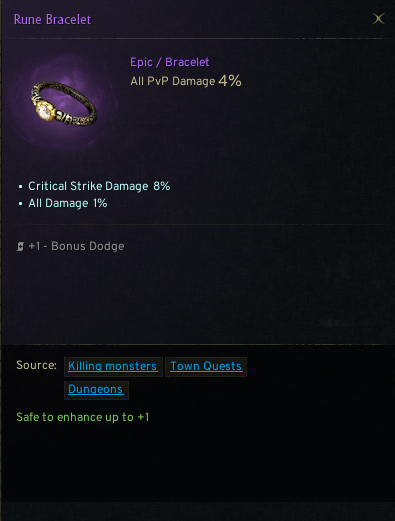 Rune Bracelet
Epic / Bracelet
All PvP Damage 4%
• Critical Strike Damage 8%
• All Damage 1%
+1 - Bonus Dodge
Source: Killing monsters Town Quests
Dungeons
Safe to enhance up to +1